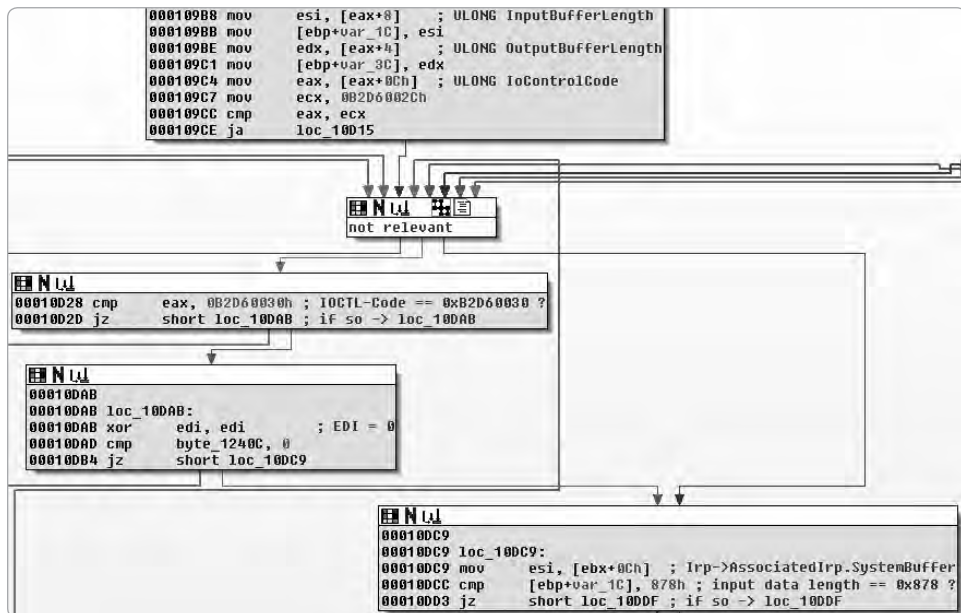 000109B8 mov esi, [eax+8] ; ULONG InputBufferLength
000109BB mov [ebp+var_1C], esi
000109BE mov edx, [eax+4] ; ULONG OutputBufferLength
000109C1 mov [ebp+var_3C], edx
000109C4 mov eax, [eax+0Ch] ; ULONG IoControlCode
000109C7 mov ecx, 0B2D6002Ch
000109CC cmp eax, ecx
000109CE ja loc_10D15
not relevant
00010D28 cmp eax, 0B2D60030h ; IOCTL-Code == 0xB2D60030 ?
00010D2D jz short loc_10DAB ; if so -> loc_10DAB
00010DAB
00010DAB loc_10DAB:
00010DAB xor edi, edi ; EDI = 0
00010DAD cmp byte_1240C, 0
00010DB4 jz short loc_10DC9
00010DC9
00010DC9 loc_10DC9:
00010DC9 mov esi, [ebx+0Ch] ; Irp->AssociatedIrp.SystemBuffer
00010DCC cmp [ebp+var_1C], 878h ; input data length == 0x878 ?
00010DD3 jz short loc_10DDF ; if so -> loc_10DDF